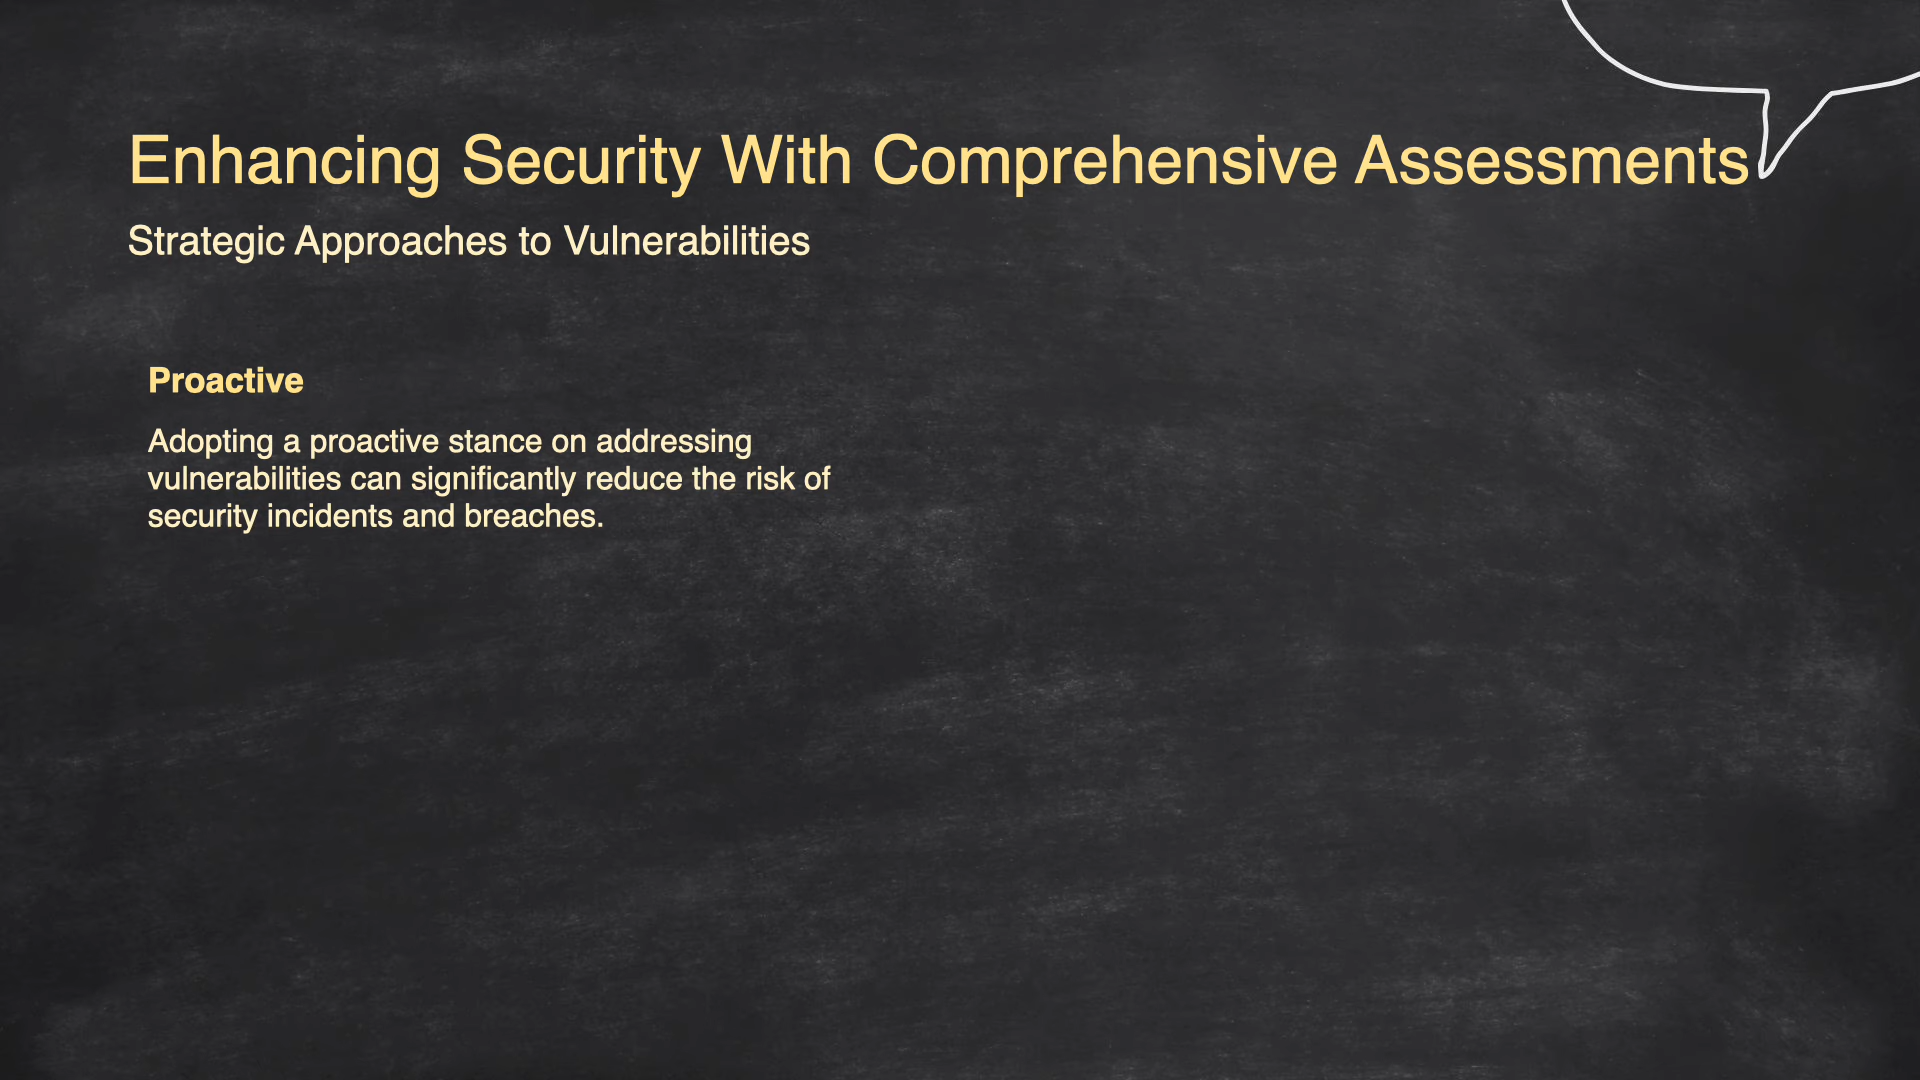 Enhancing Security With Comprehensive Assessments
Strategic Approaches to Vulnerabilities
Proactive
Adopting a proactive stance on addressing
vulnerabilities can significantly reduce the risk of
security incidents and breaches.